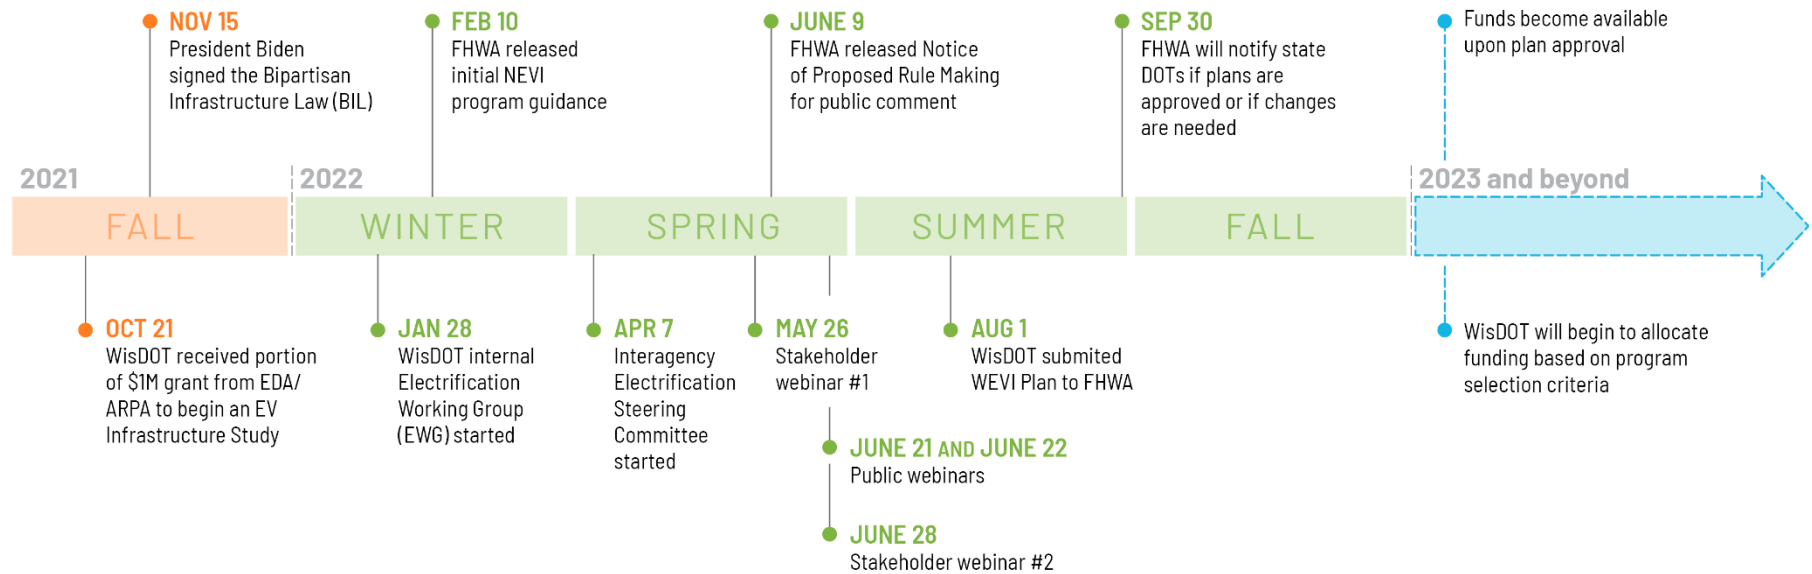 NOV 15
President Biden
signed the Bipartisan
Infrastructure Law (BIL)
FEB 10
FHWA released
initial NEVI
program guidance
JUNE 9
FHWA released Notice
of Proposed Rule Making
for public comment
SEP 30
FHWA will notify state
DOTs if plans are
approved or if changes
are needed
Funds become available
upon plan approval
2021
2022
2023 and beyond
FALL
WINTER
SPRING
SUMMER
FALL
OCT 21
WisDOT received portion
of $1M grant from EDA/
ARPA to begin an EV
Infrastructure Study
JAN 28
WisDOT internal
Electrification
Working Group
(EWG) started
APR 7
Interagency
Electrification
Steering
Committee
started
MAY 26
Stakeholder
webinar #1
JUNE 21 AND JUNE 22
Public webinars
JUNE 28
Stakeholder webinar #2
AUG 1
WisDOT submited
WEVI Plan to FHWA
WisDOT will begin to allocate
funding based on program
selection criteria